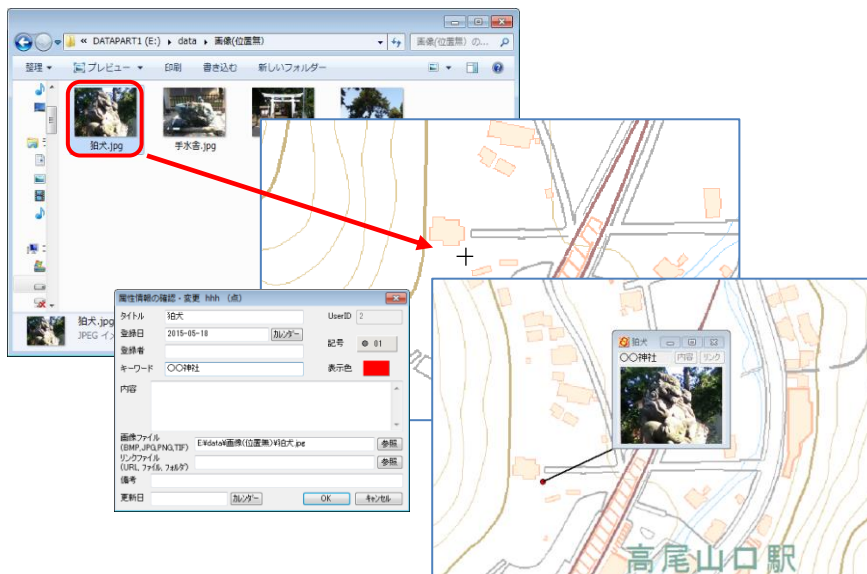 « DATAPART1 (E:) ▸ data ▸ 画像(位置無)
画像(位置無) の...
整理 プレビュー 印刷 書き込む 新しいフォルダー
狛犬.jpg
手水舎.jpg
狛犬.jpg
JPEG イメ
属性情報の確認・変更 hhh (点)
タイトル 狛犬 UserID 2
登録日 2015-05-18 カレンダー 記号 01
登録者
キーワード 〇〇神社 表示色
内容
画像ファイル
(BMP,JPG,PNG,TIF) E:¥data¥画像(位置無)¥狛犬.jpg 参照
リンクファイル
(URL, ファイル, フォルダ) 参照
備考
更新日 カレンダー OK キャンセル
狛犬
〇〇神社 内容 リンク
高尾山口駅